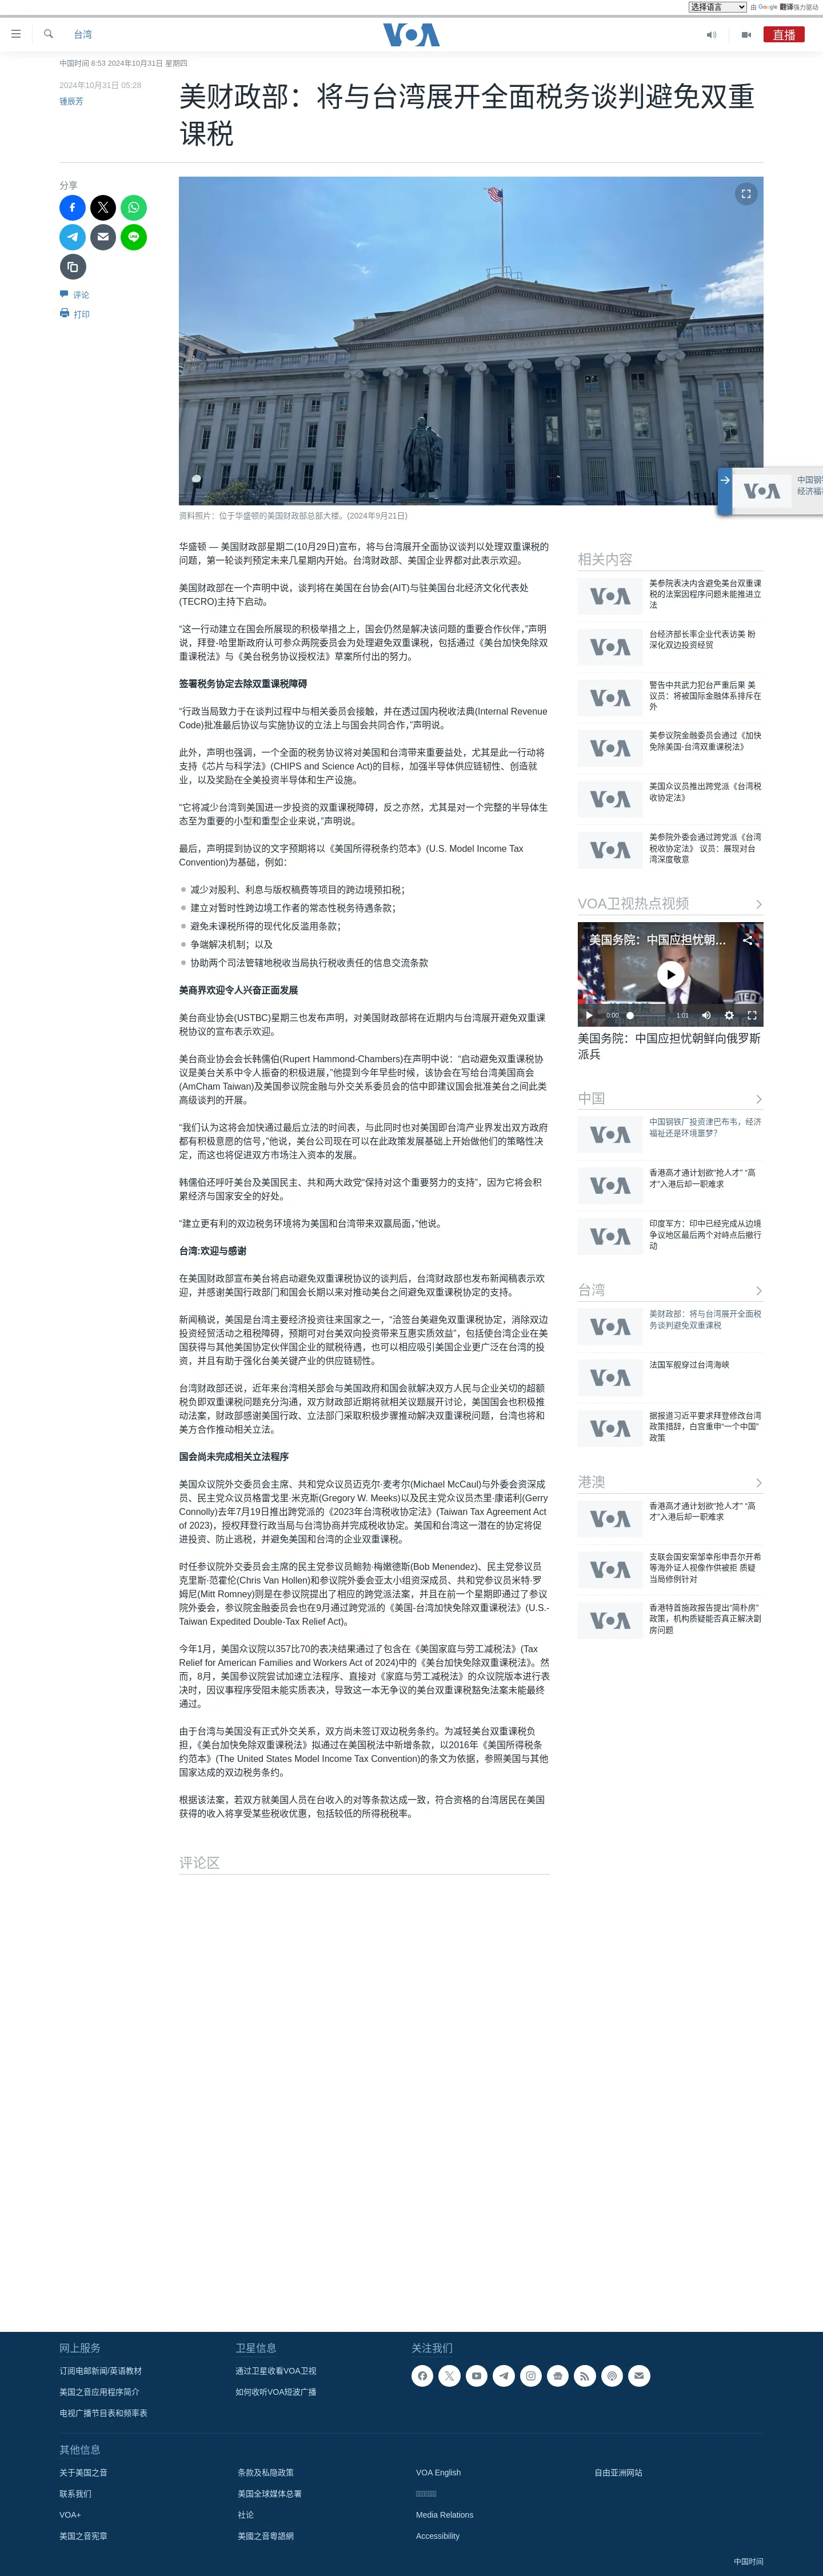 选择语言 由 Google 翻译强力驱动
台湾
VOA
直播
中国时间 8:53 2024年10月31日 星期四
2024年10月31日 05:28
锺辰芳
美财政部：将与台湾展开全面税务谈判避免双重
课税
分享
评论
打印
资料照片：位于华盛顿的美国财政部总部大楼。(2024年9月21日)
华盛顿 — 美国财政部星期二(10月29日)宣布，将与台湾展开全面协议谈判以处理双重课税的
问题，第一轮谈判预定未来几星期内开始。台湾财政部、美国企业界都对此表示欢迎。
美国财政部在一个声明中说，谈判将在美国在台协会(AIT)与驻美国台北经济文化代表处
(TECRO)主持下启动。
“这一行动建立在国会所展现的积极举措之上，国会仍然是解决该问题的重要合作伙伴，”声明
说，拜登-哈里斯政府认可参众两院委员会为处理避免双重课税，包括通过《美台加快免除双
重课税法》与《美台税务协议授权法》草案所付出的努力。
签署税务协定去除双重课税障碍
“行政当局致力于在谈判过程中与相关委员会接触，并在透过国内税收法典(Internal Revenue
Code)批准最后协议与实施协议的立法上与国会共同合作，”声明说。
此外，声明也强调，一个全面的税务协议将对美国和台湾带来重要益处，尤其是此一行动将
支持《芯片与科学法》(CHIPS and Science Act)的目标，加强半导体供应链韧性、创造就
业，以及奖励在全美投资半导体和生产设施。
“它将减少台湾到美国进一步投资的双重课税障碍，反之亦然，尤其是对一个完整的半导体生
态至为重要的小型和重型企业来说，”声明说。
最后，声明提到协议的文字预期将以《美国所得税条约范本》(U.S. Model Income Tax
Convention)为基础，例如：
减少对股利、利息与版权稿费等项目的跨边境预扣税；
建立对暂时性跨边境工作者的常态性税务待遇条款；
避免未课税所得的现代化反滥用条款；
争端解决机制；以及
协助两个司法管辖地税收当局执行税收责任的信息交流条款
美商界欢迎令人兴奋正面发展
美台商业协会(USTBC)星期三也发布声明，对美国财政部将在近期内与台湾展开避免双重课
税协议的宣布表示欢迎。
美台商业协会会长韩儒伯(Rupert Hammond-Chambers)在声明中说：“启动避免双重课税协
议是美台关系中令人振奋的积极进展，”他提到今年早些时候，该协会在写给台湾美国商会
(AmCham Taiwan)及美国参议院金融与外交关系委员会的信中即建议国会批准美台之间此类
高级谈判的开展。
“我们认为这将会加快通过最后立法的时间表，与此同时也对美国即台湾产业界发出双方政府
都有积极意愿的信号，”他说，美台公司现在可以在此政策发展基础上开始做他们的策略性决
定，而这也将促进双方市场注入资本的发展。
韩儒伯还呼吁美台及美国民主、共和两大政党“保持对这个重要努力的支持”，因为它将会积
累经济与国家安全的好处。
“建立更有利的双边税务环境将为美国和台湾带来双赢局面，”他说。
台湾:欢迎与感谢
在美国财政部宣布美台将启动避免双重课税协议的谈判后，台湾财政部也发布新闻稿表示欢
迎，并感谢美国行政部门和国会长期以来对推动美台之间避免双重课税协定的支持。
新闻稿说，美国是台湾主要经济投资往来国家之一，“洽签台美避免双重课税协定，消除双边
投资经贸活动之租税障碍，预期可对台美双向投资带来互惠实质效益”，包括使台湾企业在美
国获得与其他美国协定伙伴国企业的赋税待遇，也可以相应吸引美国企业更广泛在台湾的投
资，并且有助于强化台美关键产业的供应链韧性。
台湾财政部还说，近年来台湾相关部会与美国政府和国会就解决双方人民与企业关切的超额
税负即双重课税问题充分沟通，双方财政部近期将就相关议题展开讨论，美国国会也积极推
动法案，财政部感谢美国行政、立法部门采取积极步骤推动解决双重课税问题，台湾也将和
美方合作推动相关立法。
国会尚未完成相关立法程序
美国众议院外交委员会主席、共和党众议员迈克尔·麦考尔(Michael McCaul)与外委会资深成
员、民主党众议员格雷戈里·米克斯(Gregory W. Meeks)以及民主党众议员杰里·康诺利(Gerry
Connolly)去年7月19日推出跨党派的《2023年台湾税收协定法》(Taiwan Tax Agreement Act
of 2023)，授权拜登行政当局与台湾协商并完成税收协定。美国和台湾这一潜在的协定将促
进投资、防止逃税，并避免美国和台湾的企业双重课税。
时任参议院外交委员会主席的民主党参议员鲍勃·梅嫩德斯(Bob Menendez)、民主党参议员
克里斯·范霍伦(Chris Van Hollen)和参议院外委会亚太小组资深成员、共和党参议员米特·罗
姆尼(Mitt Romney)则是在参议院提出了相应的跨党派法案，并且在前一个星期即通过了参议
院外委会，参议院金融委员会也在9月通过跨党派的《美国-台湾加快免除双重课税法》(U.S.-
Taiwan Expedited Double-Tax Relief Act)。
今年1月，美国众议院以357比70的表决结果通过了包含在《美国家庭与劳工减税法》(Tax
Relief for American Families and Workers Act of 2024)中的《美台加快免除双重课税法》。然
而，8月，美国参议院尝试加速立法程序、直接对《家庭与劳工减税法》的众议院版本进行表
决时，因议事程序受阻未能实质表决，导致这一本无争议的美台双重课税豁免法案未能最终
通过。
由于台湾与美国没有正式外交关系，双方尚未签订双边税务条约。为减轻美台双重课税负
担，《美台加快免除双重课税法》拟通过在美国税法中新增条款，以2016年《美国所得税条
约范本》(The United States Model Income Tax Convention)的条文为依据，参照美国与其他
国家达成的双边税务条约。
根据该法案，若双方就美国人员在台收入的对等条款达成一致，符合资格的台湾居民在美国
获得的收入将享受某些税收优惠，包括较低的所得税税率。
评论区
VOA
中国钢铁
经济福祉
相关内容
VOA
美参院表决内含避免美台双重课
税的法案因程序问题未能推进立
法
VOA
台经济部长率企业代表访美 盼
深化双边投资经贸
VOA
警告中共武力犯台严重后果 美
议员：将被国际金融体系排斥在
外
VOA
美参议院金融委员会通过《加快
免除美国-台湾双重课税法》
VOA
美国众议员推出跨党派《台湾税
收协定法》
VOA
美参院外委会通过跨党派《台湾
税收协定法》 议员：展现对台
湾深度敬意
VOA卫视热点视频
美国务院：中国应担忧朝...
0:00 1:01
美国务院：中国应担忧朝鲜向俄罗斯
派兵
中国
VOA
中国钢铁厂投资津巴布韦，经济
福祉还是环境噩梦？
VOA
香港高才通计划欲“抢人才” “高
才”入港后却一职难求
VOA
印度军方：印中已经完成从边境
争议地区最后两个对峙点后撤行
动
台湾
VOA
美财政部：将与台湾展开全面税
务谈判避免双重课税
VOA
法国军舰穿过台湾海峡
VOA
据报道习近平要求拜登修改台湾
政策措辞，白宫重申“一个中国”
政策
港澳
VOA
香港高才通计划欲“抢人才” “高
才”入港后却一职难求
VOA
支联会国安案邹幸彤申吾尔开希
等海外证人视像作供被拒 质疑
当局修例针对
VOA
香港特首施政报告提出“简朴房”
政策，机构质疑能否真正解决劏
房问题
网上服务
订阅电邮新闻/英语教材
美国之音应用程序简介
电视广播节目表和频率表
卫星信息
通过卫星收看VOA卫视
如何收听VOA短波广播
关注我们
其他信息
关于美国之音
联系我们
VOA+
美国之音宪章
条款及私隐政策
美国全球媒体总署
社论
美國之音粵語網
VOA English
Media Relations
Accessibility
自由亚洲网站
中国时间